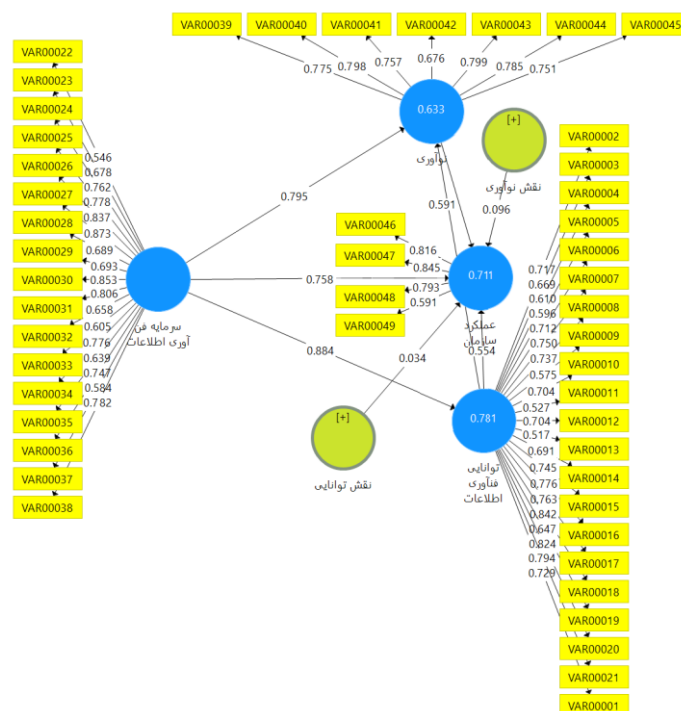 VAR00039
VAR00040
VAR00041
VAR00042
VAR00043
VAR00044
VAR00045
0.775
0.798
0.757
0.676
0.799
0.785
0.751
0.633
نوآوری
[+]
نقش نوآوری
0.096
VAR00022
VAR00023
VAR00024
VAR00025
VAR00026
VAR00027
VAR00028
VAR00029
VAR00030
VAR00031
VAR00032
VAR00033
VAR00034
VAR00035
VAR00036
VAR00037
VAR00038
0.546
0.678
0.762
0.778
0.837
0.873
0.689
0.693
0.853
0.806
0.658
0.605
0.776
0.639
0.747
0.584
0.782
سرمایه فن
آوری اطلاعات
0.795
0.758
0.884
0.591
VAR00046
VAR00047
VAR00048
VAR00049
0.816
0.845
0.793
0.591
0.711
عملکرد
سازمان
0.554
0.034
[+]
نقش توانایی
0.781
توانایی
فنآوری
اطلاعات
0.717
0.669
0.610
0.596
0.712
0.750
0.737
0.575
0.704
0.527
0.704
0.517
0.691
0.745
0.776
0.763
0.842
0.647
0.824
0.794
0.729
VAR00002
VAR00003
VAR00004
VAR00005
VAR00006
VAR00007
VAR00008
VAR00009
VAR00010
VAR00011
VAR00012
VAR00013
VAR00014
VAR00015
VAR00016
VAR00017
VAR00018
VAR00019
VAR00020
VAR00021
VAR00001